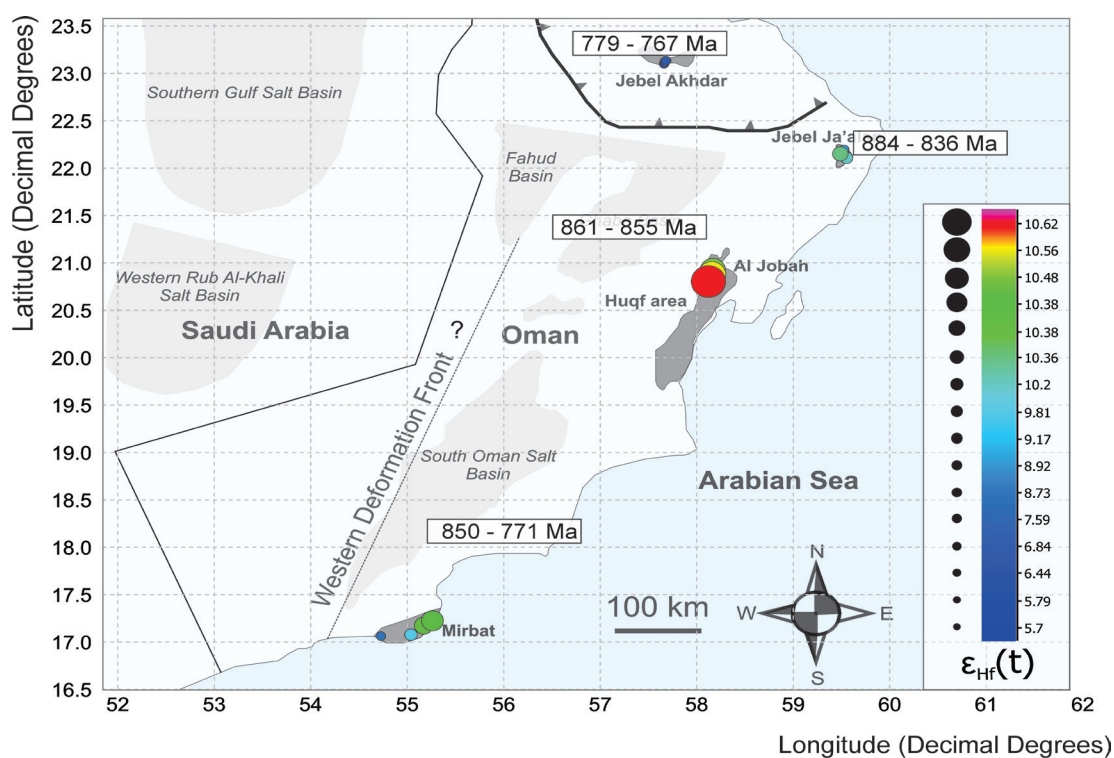 Latitude (Decimal Degrees)
23.5
23.0
22.5
22.0
21.5
21.0
20.5
20.0
19.5
19.0
18.5
18.0
17.5
17.0
16.5
779 - 767 Ma
Jebel Akhdar
Southern Gulf Salt Basin
Jebel Ja'a
884 - 836 Ma
Fahud
Basin
861 - 855 Ma
Al Jobah
Western Rub Al-Khali
Salt Basin
Huqf area
Saudi Arabia
?
Oman
Western Deformation Front
South Oman Salt
Basin
Arabian Sea
850 - 771 Ma
Mirbat
100 km
N
W
E
S
10.62
10.56
10.48
10.38
10.38
10.36
10.2
9.81
9.17
8.92
8.73
7.59
6.84
6.44
5.79
5.7
εHf(t)
52
53
54
55
56
57
58
59
60
61
62
Longitude (Decimal Degrees)